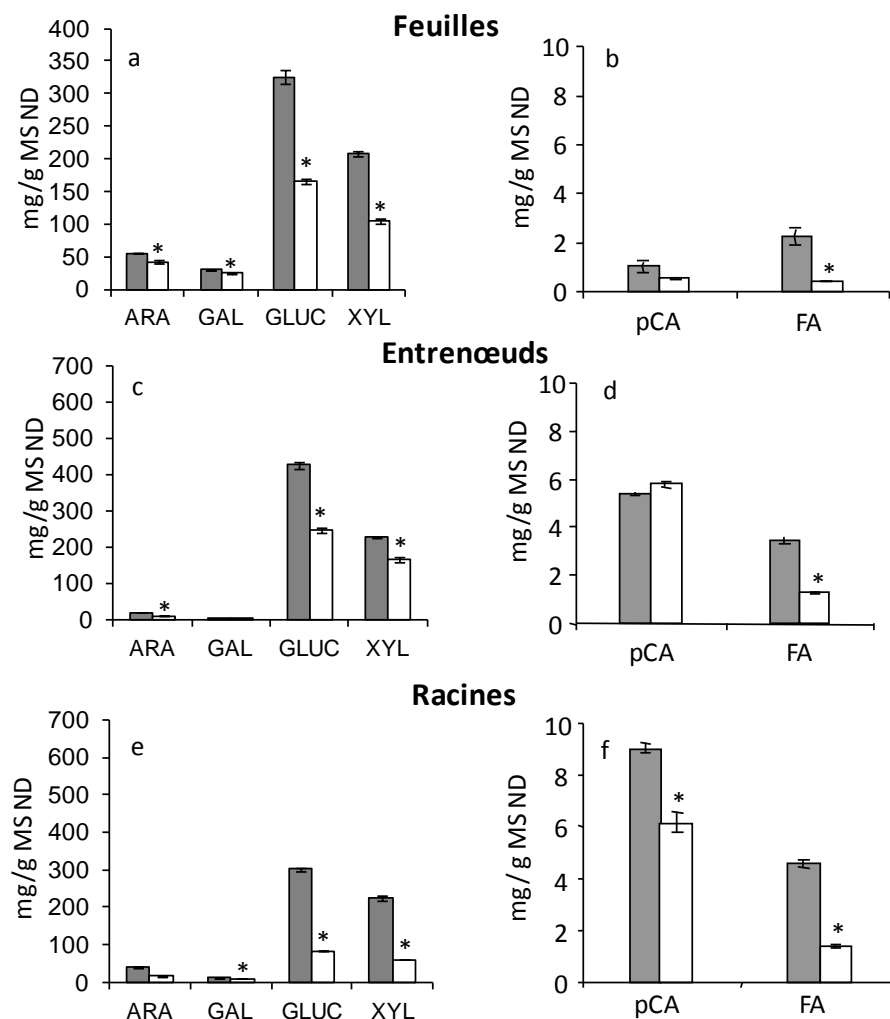 Feuilles
a
400
350
300
250
200
150
100
50
0
mg/g MS ND
* * * *
ARA GAL GLUC XYL
b
10
8
6
4
2
0
mg/g MS ND
*
pCA FA
Entrenœuds
c
700
600
500
400
300
200
100
0
mg/g MS ND
* * *
ARA GAL GLUC XYL
d
10
8
6
4
2
0
mg/g MS ND
*
pCA FA
Racines
e
700
600
500
400
300
200
100
0
mg/g MS ND
* * *
ARA GAL GLUC XYL
f
10
8
6
4
2
0
mg/ g MS ND
* *
pCA FA